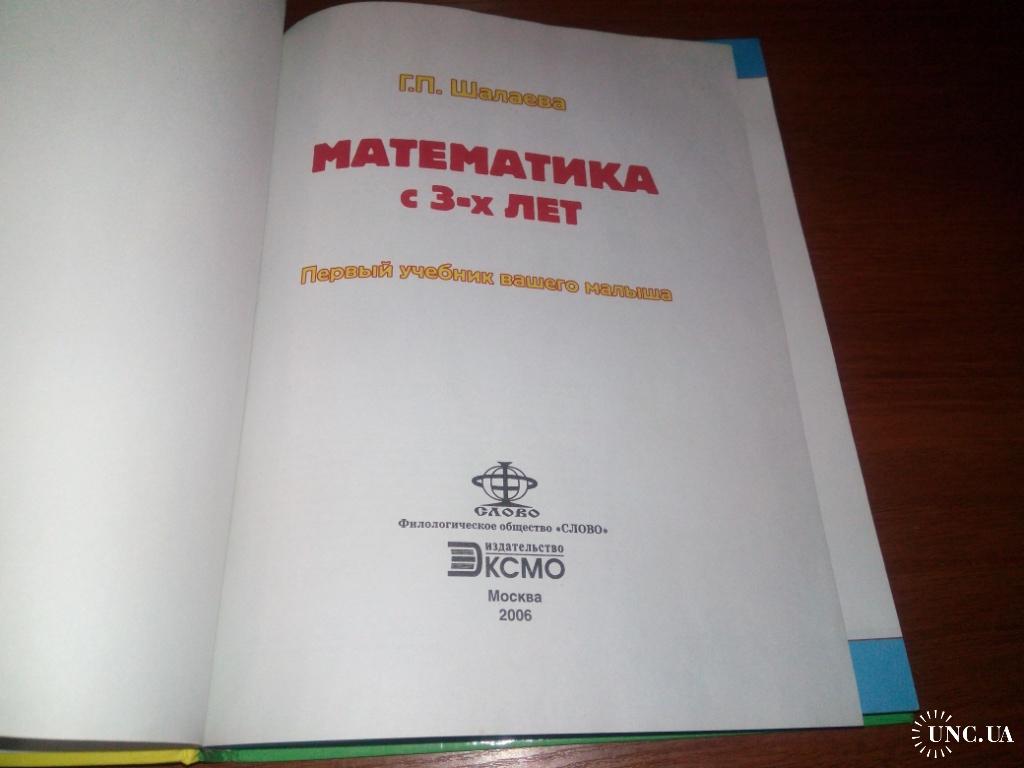 Г.П. Шалаева
МАТЕМАТИКА
с 3-х ЛЕТ
Первый учебник вашего малыша
СЛОВО
Филологическое общество «СЛОВО»
издательство
ЭКСМО
Москва
2006
UNC.UA